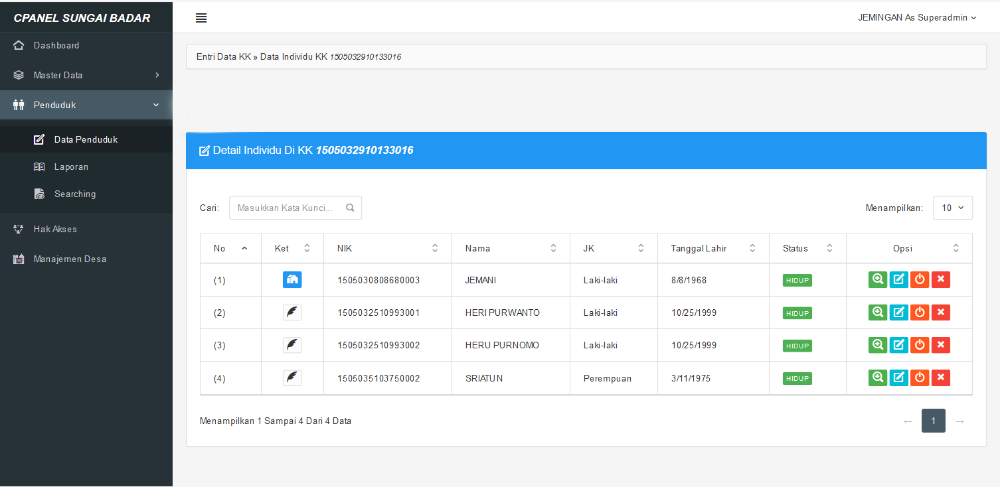 CPANEL SUNGAI BADAR
JEMINGAN As Superadmin
Dashboard
Master Data
Penduduk
Data Penduduk
Laporan
Searching
Hak Akses
Manajemen Desa
Entri Data KK » Data Individu KK 1505032910133016
Detail Individu Di KK 1505032910133016
Cari: Masukkan Kata Kunci... Menampilkan: 10
No Ket NIK Nama JK Tanggal Lahir Status Opsi
(1) 1505030808680003 JEMANI Laki-laki 8/8/1968 HIDUP
(2) 1505032510993001 HERI PURWANTO Laki-laki 10/25/1999 HIDUP
(3) 1505032510993002 HERU PURNOMO Laki-laki 10/25/1999 HIDUP
(4) 1505035103750002 SRIATUN Perempuan 3/11/1975 HIDUP
Menampilkan 1 Sampai 4 Dari 4 Data ← 1 →